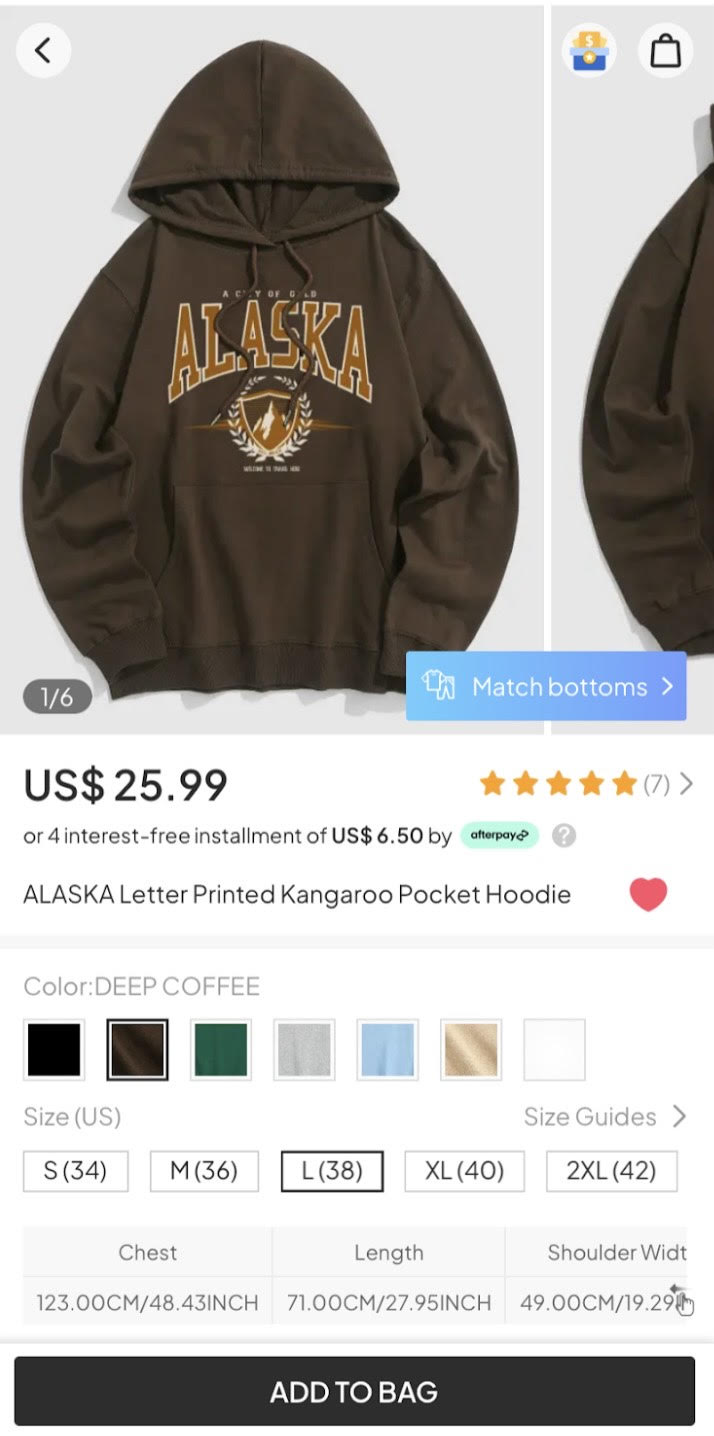 A CITY OF GOLD
ALASKA
WELCOME TO TRAVEL HERE
1/6
Match bottoms
US$ 25.99
(7)
or 4 interest-free installment of US$ 6.50 by afterpay
?
ALASKA Letter Printed Kangaroo Pocket Hoodie
Color:DEEP COFFEE
Size (US)
Size Guides
S (34) M (36) L (38) XL (40) 2XL (42)
Chest Length Shoulder Widt
123.00CM/48.43INCH 71.00CM/27.95INCH 49.00CM/19.29
ADD TO BAG